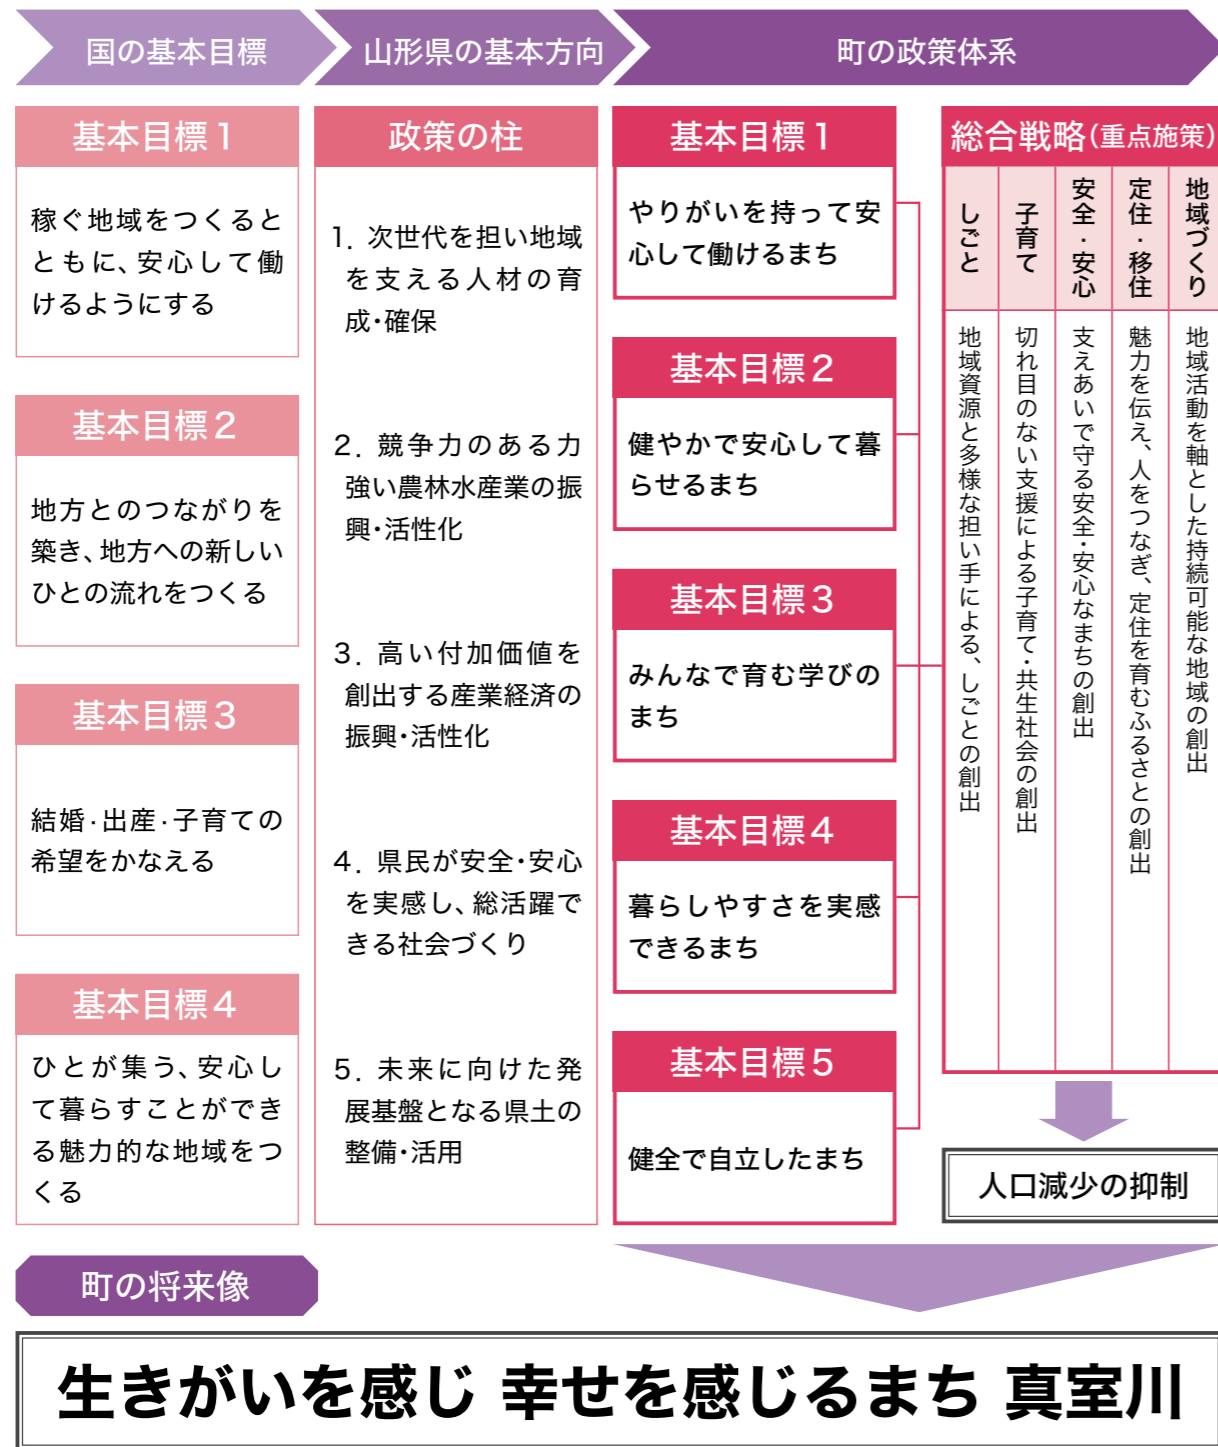 国の基本目標
山形県の基本方向
町の政策体系
基本目標1
稼ぐ地域をつくると
ともに、安心して働
けるようにする
基本目標2
地方とのつながりを
築き、地方への新しい
ひとの流れをつくる
基本目標3
結婚・出産・子育ての
希望をかなえる
基本目標4
ひとが集う、安心し
て暮らすことができ
る魅力的な地域をつ
くる
政策の柱
1. 次世代を担い地域
を支える人材の育
成・確保
2. 競争力のある力
強い農林水産業の振
興・活性化
3. 高い付加価値を
創出する産業経済の
振興・活性化
4. 県民が安全・安心
を実感し、総活躍で
きる社会づくり
5. 未来に向けた発
展基盤となる県土の
整備・活用
基本目標1
やりがいを持って安
心して働けるまち
基本目標2
健やかで安心して暮
らせるまち
基本目標3
みんなで育む学びの
まち
基本目標4
暮らしやすさを実感
できるまち
基本目標5
健全で自立したまち
総合戦略(重点施策)
しごと
地域資源と多様な担い手による、しごとの創出
子育て
切れ目のない支援による子育て・共生社会の創出
安全・安心
支えあいで守る安全・安心なまちの創出
定住・移住
魅力を伝え、人をつなぎ、定住を育むふるさとの創出
地域づくり
地域活動を軸とした持続可能な地域の創出
人口減少の抑制
町の将来像
生きがいを感じ 幸せを感じるまち 真室川